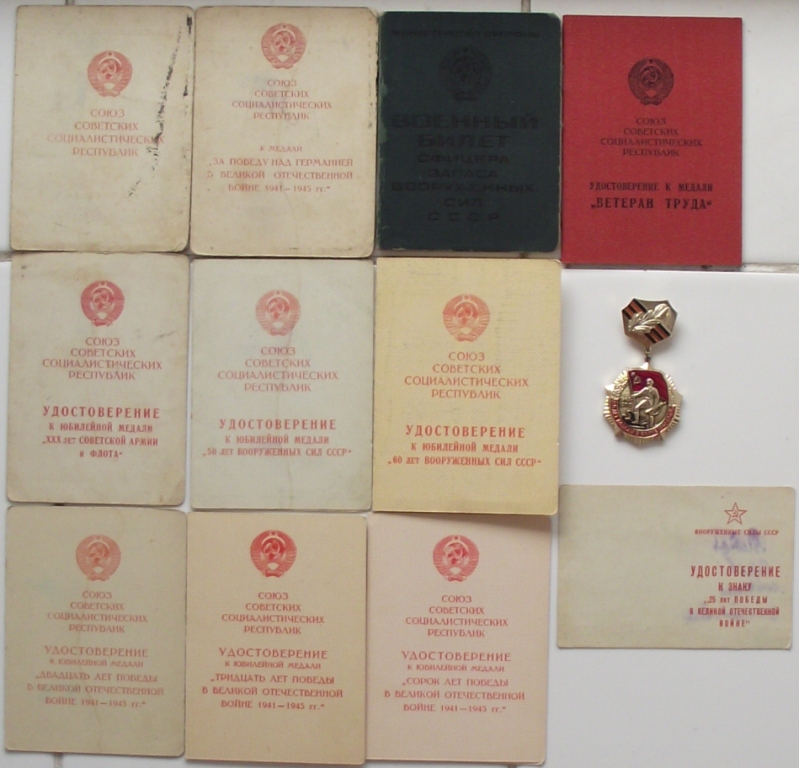 СОЮЗ
СОВЕТСКИХ
СОЦИАЛИСТИЧЕСКИХ
РЕСПУБЛИК
СОЮЗ
СОВЕТСКИХ
СОЦИАЛИСТИЧЕСКИХ
РЕСПУБЛИК
К МЕДАЛИ
„ЗА ПОБЕДУ НАД ГЕРМАНИЕЙ
В ВЕЛИКОЙ ОТЕЧЕСТВЕННОЙ
ВОЙНЕ 1941—1945 гг.“
МИНИСТЕРСТВО ОБОРОНЫ
ВОЕННЫЙ
БИЛЕТ
ОФИЦЕРА
ЗАПАСА
ВООРУЖЕННЫХ
СИЛ
СССР
СОЮЗ
СОВЕТСКИХ
СОЦИАЛИСТИЧЕСКИХ
РЕСПУБЛИК
УДОСТОВЕРЕНИЕ К МЕДАЛИ
„ВЕТЕРАН ТРУДА“
СОЮЗ
СОВЕТСКИХ
СОЦИАЛИСТИЧЕСКИХ
РЕСПУБЛИК
УДОСТОВЕРЕНИЕ
К ЮБИЛЕЙНОЙ МЕДАЛИ
„XXX ЛЕТ СОВЕТСКОЙ АРМИИ
И ФЛОТА“
СОЮЗ
СОВЕТСКИХ
СОЦИАЛИСТИЧЕСКИХ
РЕСПУБЛИК
УДОСТОВЕРЕНИЕ
К ЮБИЛЕЙНОЙ МЕДАЛИ
„50 ЛЕТ ВООРУЖЕННЫХ СИЛ СССР“
СОЮЗ
СОВЕТСКИХ
СОЦИАЛИСТИЧЕСКИХ
РЕСПУБЛИК
УДОСТОВЕРЕНИЕ
К ЮБИЛЕЙНОЙ МЕДАЛИ
„60 ЛЕТ ВООРУЖЕННЫХ СИЛ СССР“
СОЮЗ
СОВЕТСКИХ
СОЦИАЛИСТИЧЕСКИХ
РЕСПУБЛИК
УДОСТОВЕРЕНИЕ
К ЮБИЛЕЙНОЙ МЕДАЛИ
„ДВАДЦАТЬ ЛЕТ ПОБЕДЫ
В ВЕЛИКОЙ ОТЕЧЕСТВЕННОЙ
ВОЙНЕ 1941—1945 гг.“
СОЮЗ
СОВЕТСКИХ
СОЦИАЛИСТИЧЕСКИХ
РЕСПУБЛИК
УДОСТОВЕРЕНИЕ
К ЮБИЛЕЙНОЙ МЕДАЛИ
„ТРИДЦАТЬ ЛЕТ ПОБЕДЫ
В ВЕЛИКОЙ ОТЕЧЕСТВЕННОЙ
ВОЙНЕ 1941—1945 гг.“
СОЮЗ
СОВЕТСКИХ
СОЦИАЛИСТИЧЕСКИХ
РЕСПУБЛИК
УДОСТОВЕРЕНИЕ
К ЮБИЛЕЙНОЙ МЕДАЛИ
„СОРОК ЛЕТ ПОБЕДЫ
В ВЕЛИКОЙ ОТЕЧЕСТВЕННОЙ
ВОЙНЕ 1941—1945 гг.“
ВООРУЖЕННЫЕ СИЛЫ СССР
УДОСТОВЕРЕНИЕ
К ЗНАКУ
„25 ЛЕТ ПОБЕДЫ
В ВЕЛИКОЙ ОТЕЧЕСТВЕННОЙ
ВОЙНЕ“